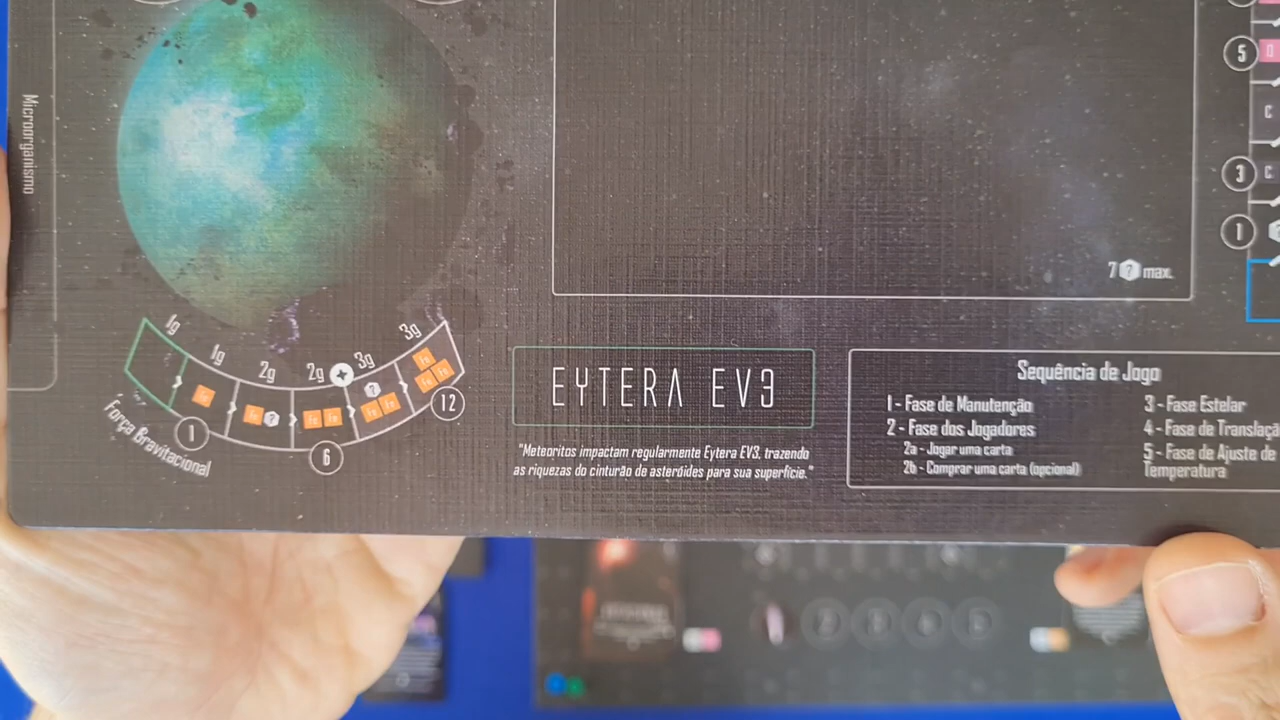 Microorganismo
5
D
C
3
C
1
?
7 ? max.
1g
1g
2g
2g
3g
3g
Fe
Fe ?
Fe Fe
? Fe Fe
Fe Fe Fe
1
6
12
Força Gravitacional
EYTERA EV3
"Meteoritos impactam regularmente Eytera EV3, trazendo
as riquezas do cinturão de asteróides para sua superfície."
Sequência de Jogo
1 - Fase de Manutenção
2 - Fase dos Jogadores
2a - Jogar uma carta
2b - Comprar uma carta (opcional)
3 - Fase Estelar
4 - Fase de Translaçã
5 - Fase de Ajuste de
Temperatura